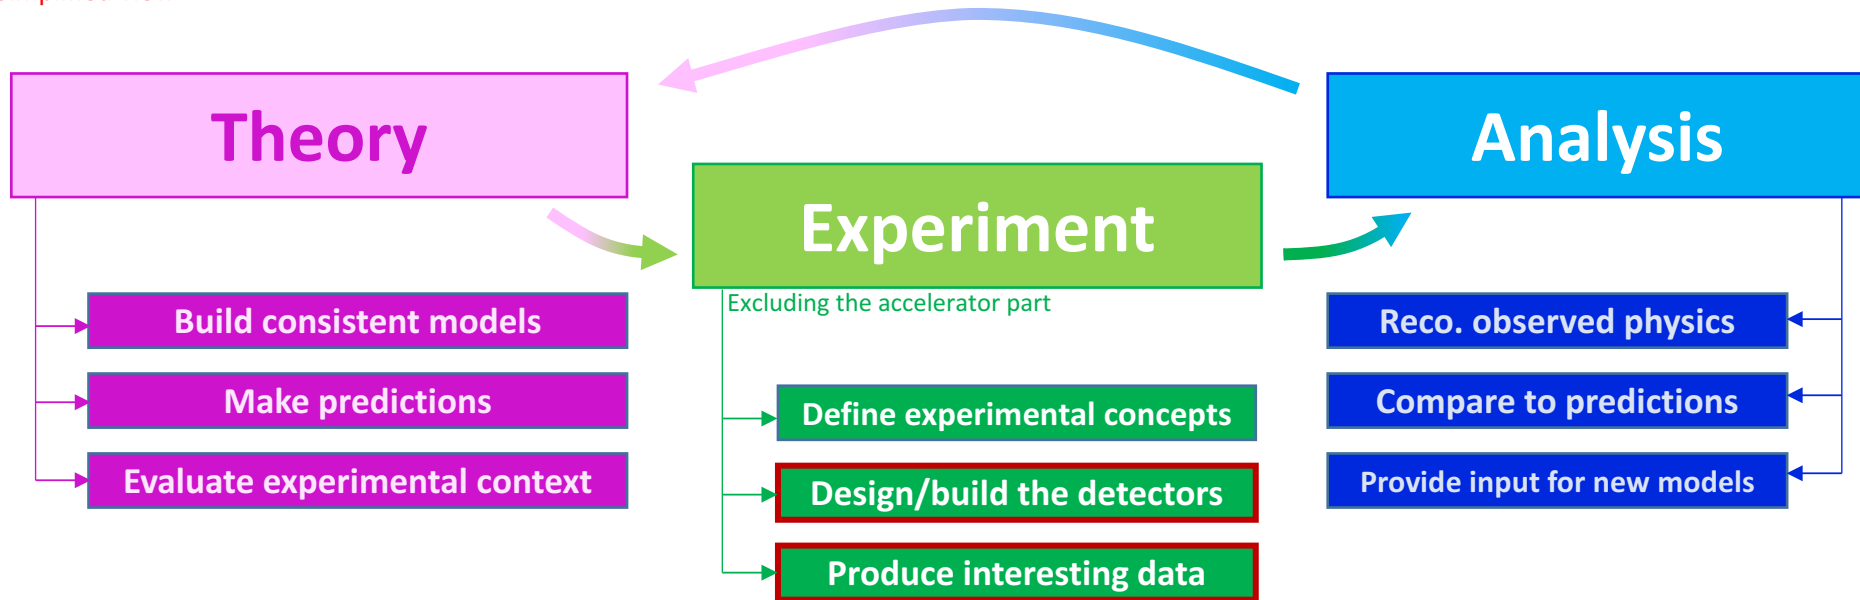 Theory
Build consistent models
Make predictions
Evaluate experimental context
Experiment
Excluding the accelerator part
Define experimental concepts
Design/build the detectors
Produce interesting data
Analysis
Reco. observed physics
Compare to predictions
Provide input for new models